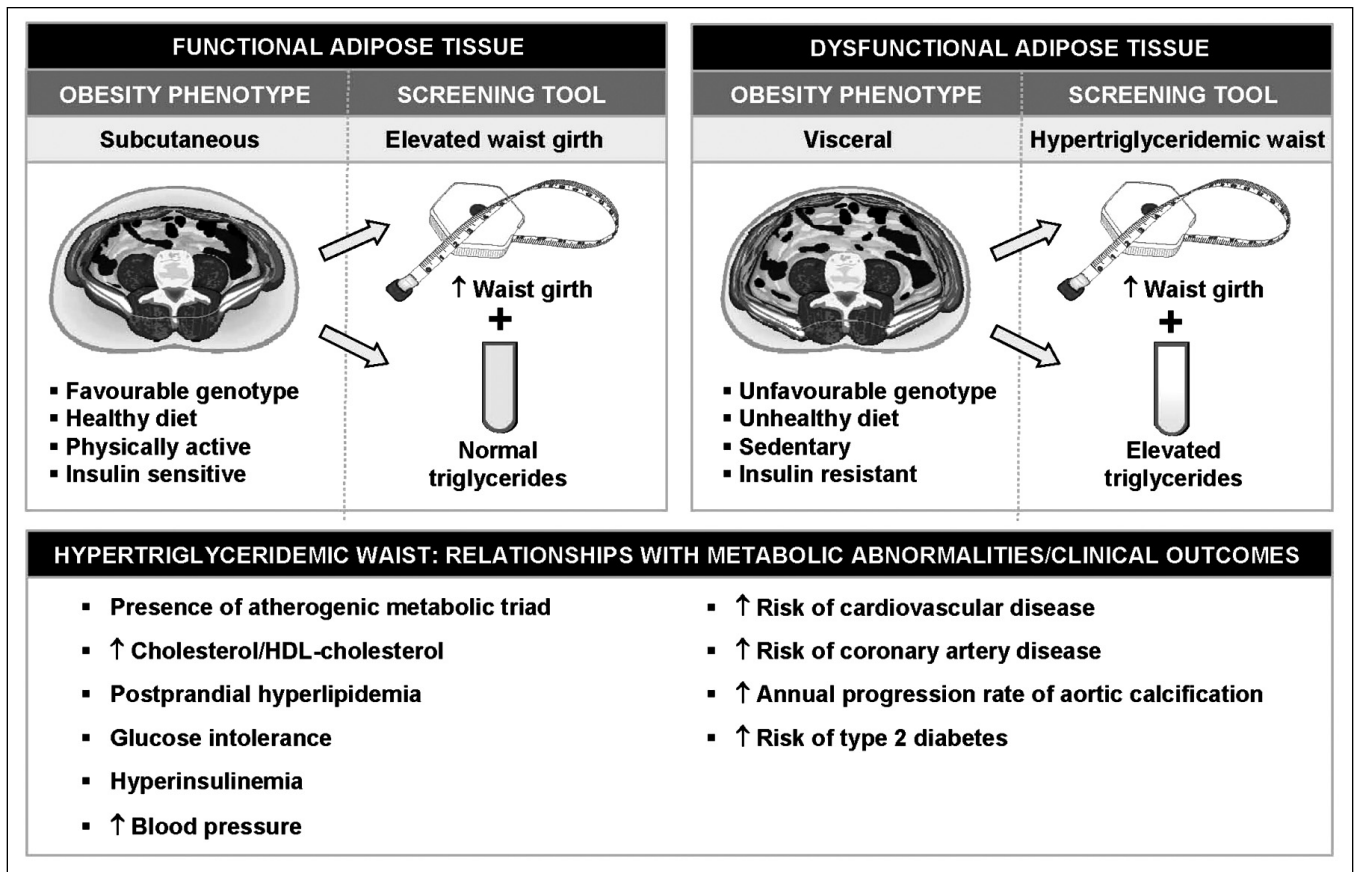 FUNCTIONAL ADIPOSE TISSUE
OBESITY PHENOTYPE
SCREENING TOOL
Subcutaneous
Elevated waist girth
↑ Waist girth
+
▪ Favourable genotype
▪ Healthy diet
▪ Physically active
▪ Insulin sensitive
Normal
triglycerides
DYSFUNCTIONAL ADIPOSE TISSUE
OBESITY PHENOTYPE
SCREENING TOOL
Visceral
Hypertriglyceridemic waist
↑ Waist girth
+
▪ Unfavourable genotype
▪ Unhealthy diet
▪ Sedentary
▪ Insulin resistant
Elevated
triglycerides
HYPERTRIGLYCERIDEMIC WAIST: RELATIONSHIPS WITH METABOLIC ABNORMALITIES/CLINICAL OUTCOMES
▪ Presence of atherogenic metabolic triad
▪ ↑ Cholesterol/HDL-cholesterol
▪ Postprandial hyperlipidemia
▪ Glucose intolerance
▪ Hyperinsulinemia
▪ ↑ Blood pressure
▪ ↑ Risk of cardiovascular disease
▪ ↑ Risk of coronary artery disease
▪ ↑ Annual progression rate of aortic calcification
▪ ↑ Risk of type 2 diabetes